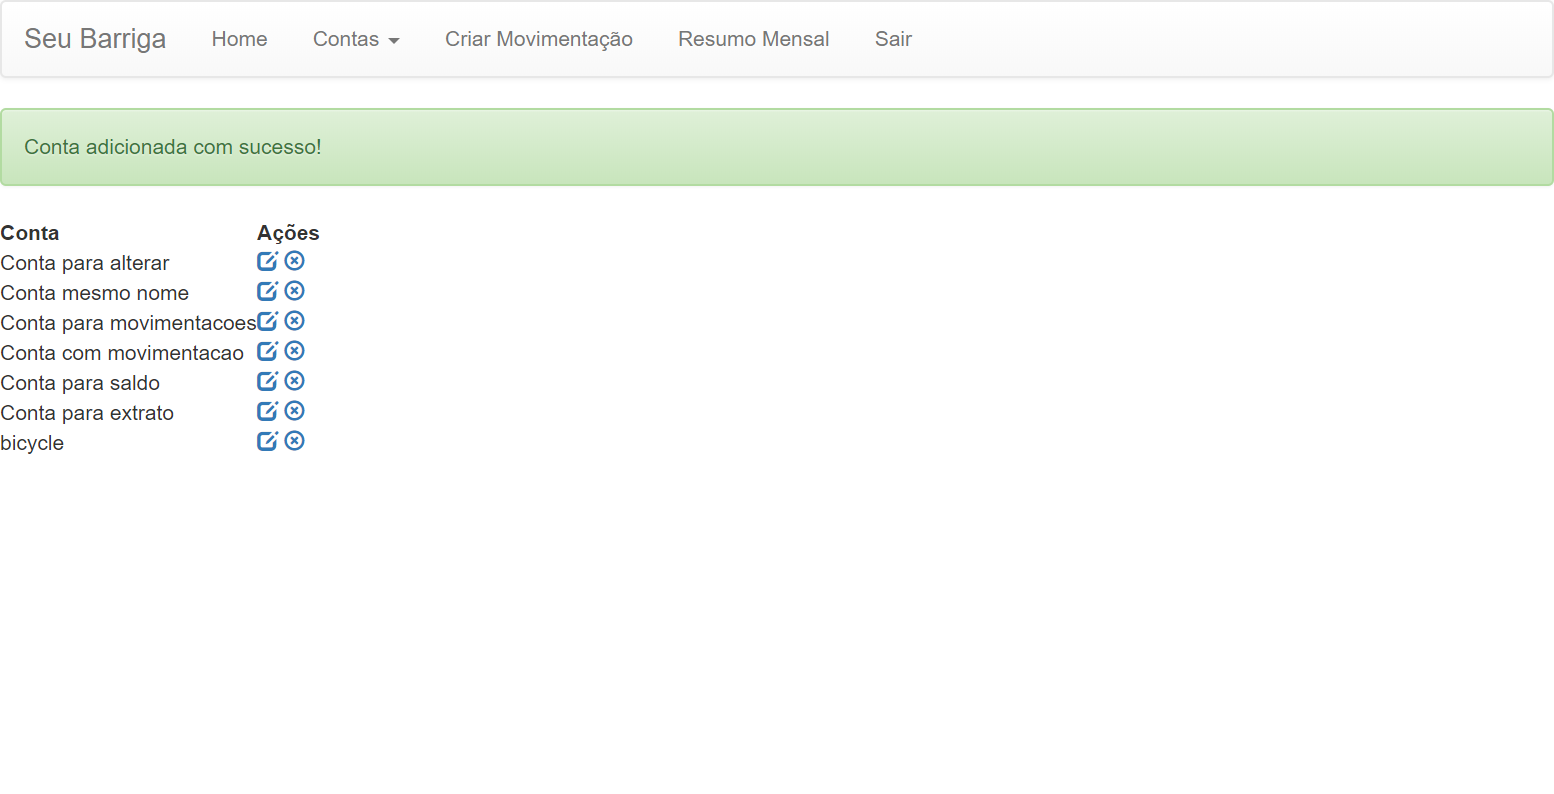 Seu Barriga Home Contas Criar Movimentação Resumo Mensal Sair
Conta adicionada com sucesso!
Conta Ações
Conta para alterar
Conta mesmo nome
Conta para movimentacoes
Conta com movimentacao
Conta para saldo
Conta para extrato
bicycle